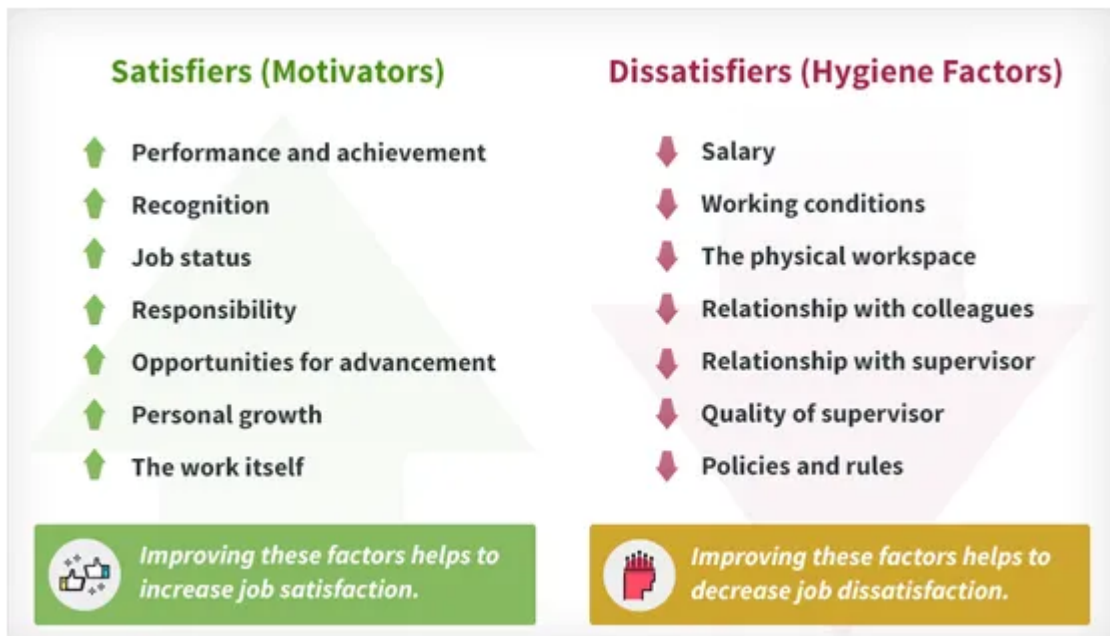 Satisfiers (Motivators)
Performance and achievement
Recognition
Job status
Responsibility
Opportunities for advancement
Personal growth
The work itself
Improving these factors helps to
increase job satisfaction.
Dissatisfiers (Hygiene Factors)
Salary
Working conditions
The physical workspace
Relationship with colleagues
Relationship with supervisor
Quality of supervisor
Policies and rules
Improving these factors helps to
decrease job dissatisfaction.